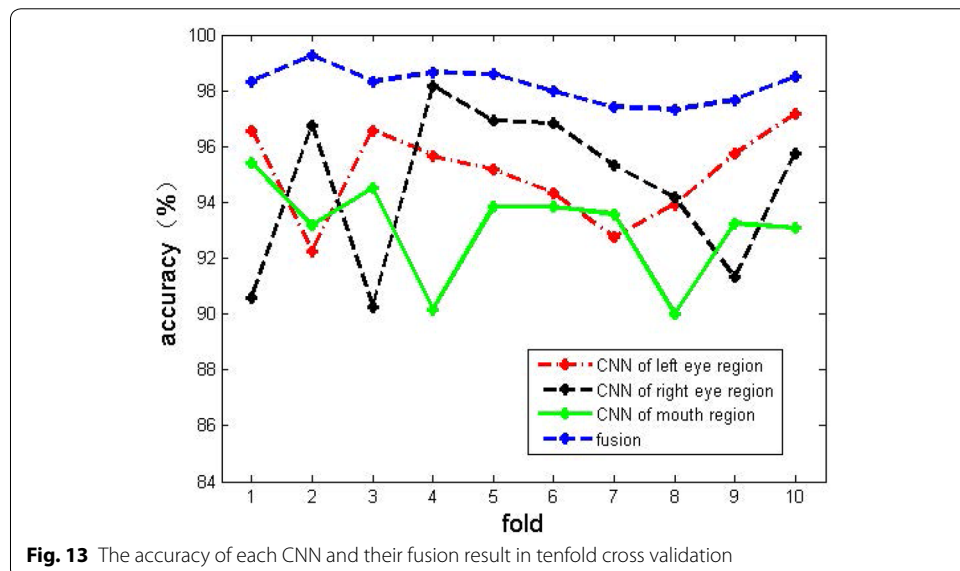 100
98
96
94
92
90
88
86
84
accuracy（%）
CNN of left eye region
CNN of right eye region
CNN of mouth region
fusion
1 2 3 4 5 6 7 8 9 10
fold
Fig. 13 The accuracy of each CNN and their fusion result in tenfold cross validation